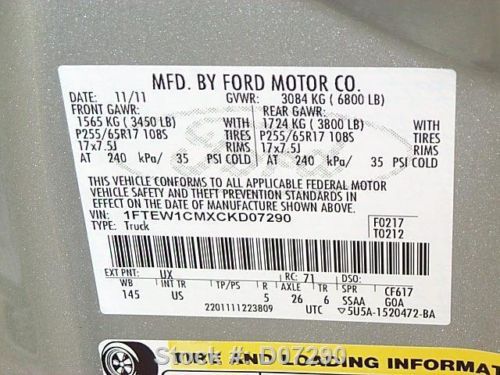 MFD. BY FORD MOTOR CO.
DATE: 11/11 GVWR: 3084 KG ( 6800 LB)
FRONT GAWR: REAR GAWR:
1565 KG ( 3450 LB) WITH 1724 KG ( 3800 LB) WITH
P255/65R17 108S TIRES P255/65R17 108S TIRES
17x7.5J RIMS 17x7.5J RIMS
AT 240 kPa/ 35 PSI COLD AT 240 kPa/ 35 PSI COLD
THIS VEHICLE CONFORMS TO ALL APPLICABLE FEDERAL MOTOR
VEHICLE SAFETY AND THEFT PREVENTION STANDARDS IN
EFFECT ON THE DATE OF MANUFACTURE SHOWN ABOVE.
VIN: 1FTEW1CMXCKD07290 F0217
TYPE: Truck T0212
EXT PNT: UX RC: 71 DSO:
WB INT TR TP/PS R AXLE TR SPR CF617
145 US 5 26 6 SSAA GOA
2201111223809 UTC ▽5U5A-1520472-BA
TIRE AND LOADING INFORMAT
Stock# D07290